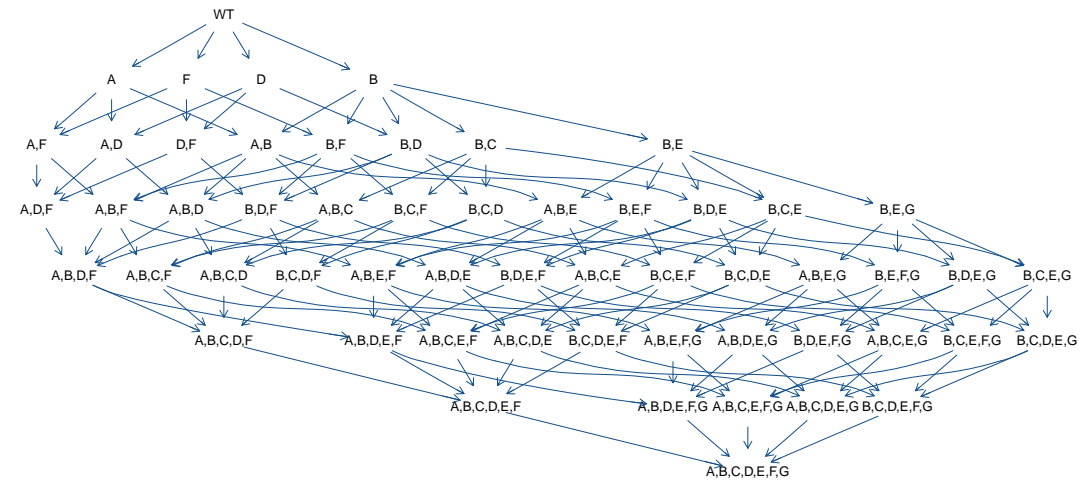 WT
A F D B
A,F A,D D,F A,B B,F B,D B,C B,E
A,D,F A,B,F A,B,D B,D,F A,B,C B,C,F B,C,D A,B,E B,E,F B,D,E B,C,E B,E,G
A,B,D,F A,B,C,F A,B,C,D B,C,D,F A,B,E,F A,B,D,E B,D,E,F A,B,C,E B,C,E,F B,C,D,E A,B,E,G B,E,F,G B,D,E,G B,C,E,G
A,B,C,D,F A,B,D,E,F A,B,C,E,F A,B,C,D,E B,C,D,E,F A,B,E,F,G A,B,D,E,G B,D,E,F,G A,B,C,E,G B,C,E,F,G B,C,D,E,G
A,B,C,D,E,F A,B,D,E,F,G A,B,C,E,F,G A,B,C,D,E,G B,C,D,E,F,G
A,B,C,D,E,F,G